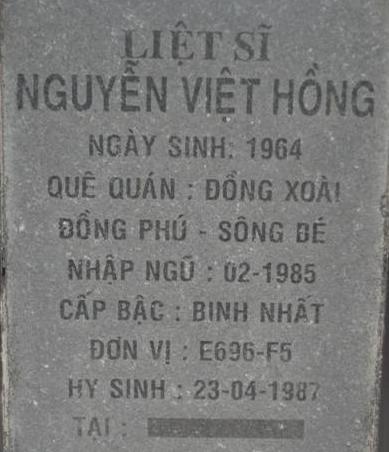 LIỆT SĨ
NGUYỄN VIỆT HỒNG
NGÀY SINH: 1964
QUÊ QUÁN : ĐỒNG XOÀI
ĐỒNG PHÚ - SÔNG BÉ
NHẬP NGŨ : 02-1985
CẤP BẬC : BINH NHẤT
ĐƠN VỊ : E696-F5
HY SINH : 23-04-1987
TẠI :